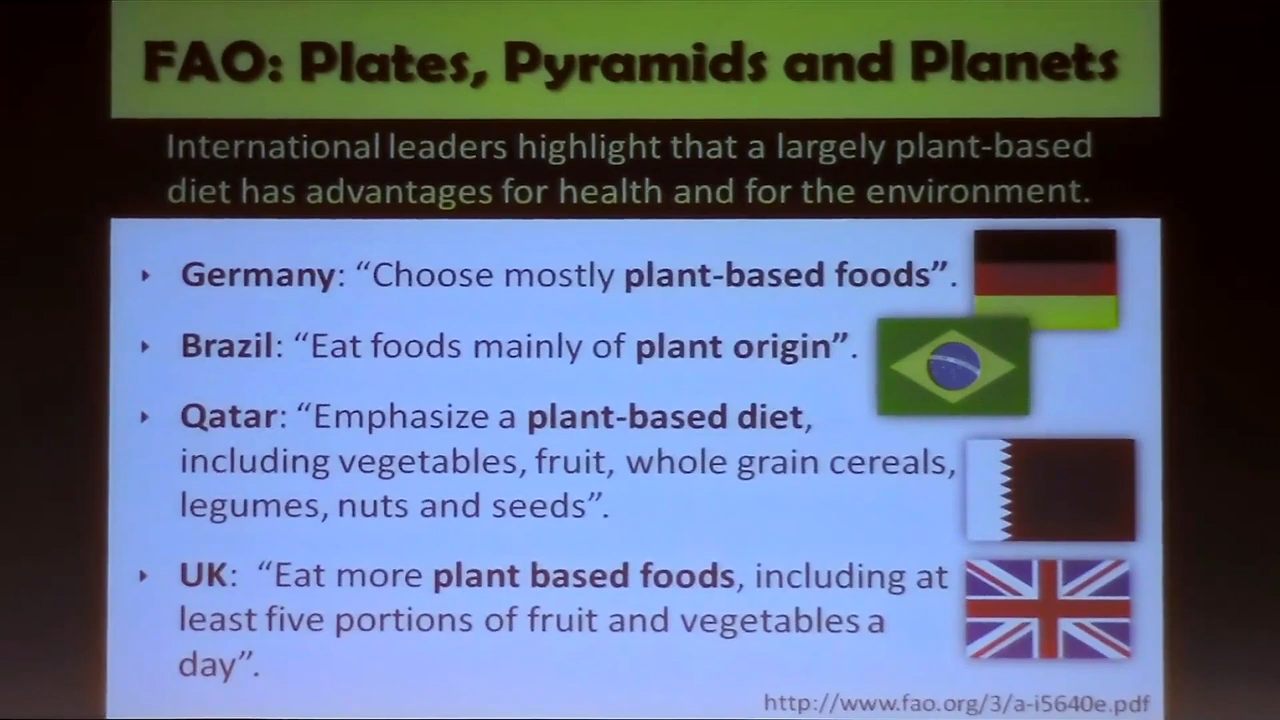 FAO: Plates, Pyramids and Planets
International leaders highlight that a largely plant-based
diet has advantages for health and for the environment.
Germany: “Choose mostly plant-based foods”.
Brazil: “Eat foods mainly of plant origin”.
Qatar: “Emphasize a plant-based diet,
including vegetables, fruit, whole grain cereals,
legumes, nuts and seeds”.
UK: “Eat more plant based foods, including at
least five portions of fruit and vegetables a
day”.
http://www.fao.org/3/a-i5640e.pdf